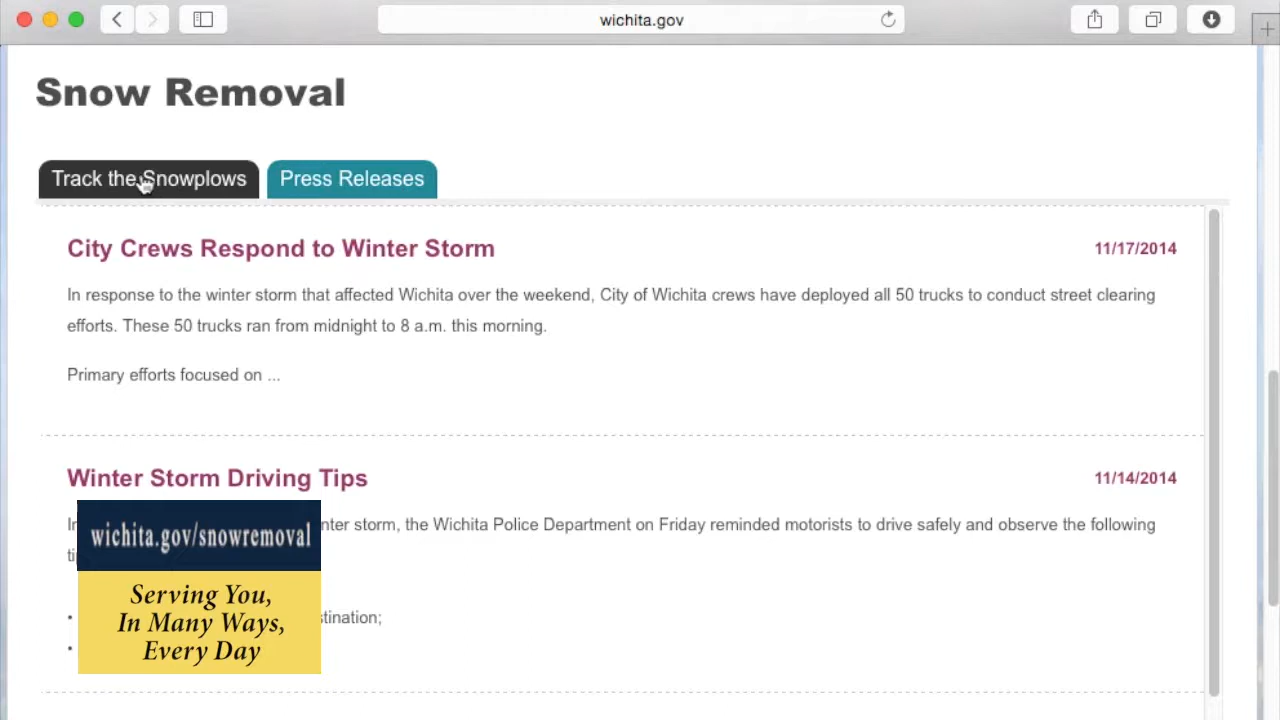 wichita.gov
Snow Removal
Track the Snowplows
Press Releases
City Crews Respond to Winter Storm
11/17/2014
In response to the winter storm that affected Wichita over the weekend, City of Wichita crews have deployed all 50 trucks to conduct street clearing
efforts. These 50 trucks ran from midnight to 8 a.m. this morning.
Primary efforts focused on ...
Winter Storm Driving Tips
11/14/2014
storm, the Wichita Police Department on Friday reminded motorists to drive safely and observe the following
wichita.gov/snowremoval
Serving You,
In Many Ways,
Every Day